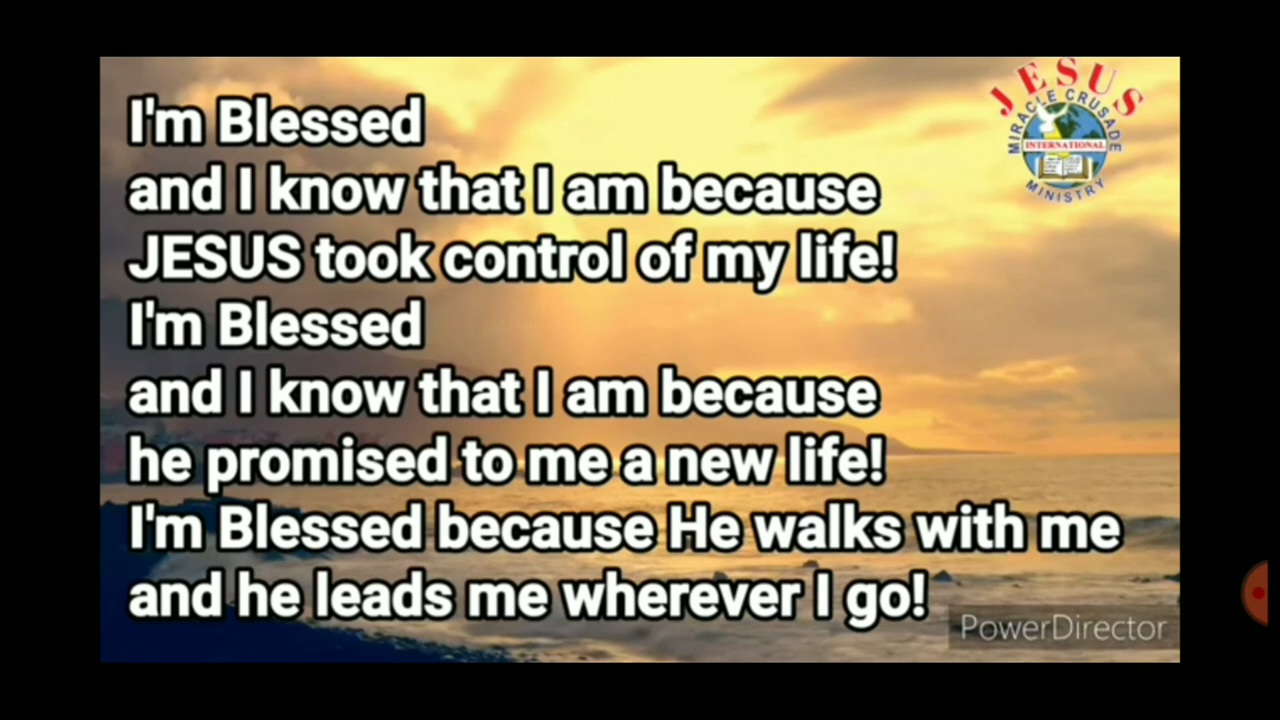 I'm Blessed
and I know that I am because
JESUS took control of my life!
I'm Blessed
and I know that I am because
he promised to me a new life!
I'm Blessed because He walks with me
and he leads me wherever I go!
JESUS
MIRACLE CRUSADE
INTERNATIONAL
MINISTRY
PowerDirector